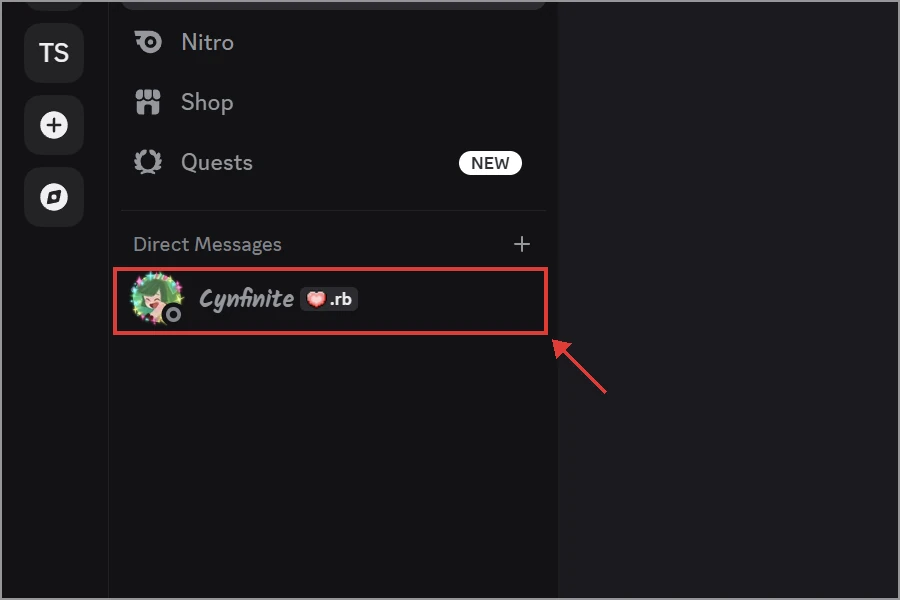 TS
Nitro
Shop
Quests NEW
Direct Messages
Cynfinite .rb